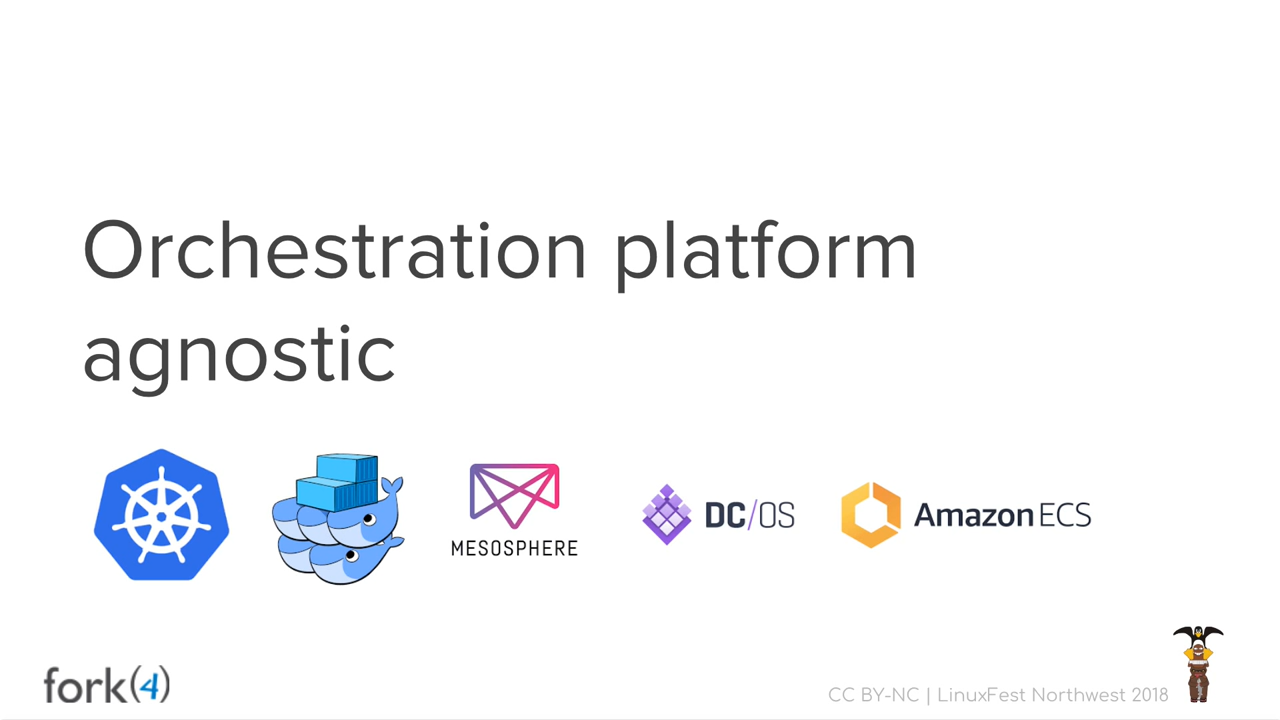 Orchestration platform
agnostic
MESOSPHERE
DC/OS
Amazon ECS
fork(4)
CC BY-NC | LinuxFest Northwest 2018